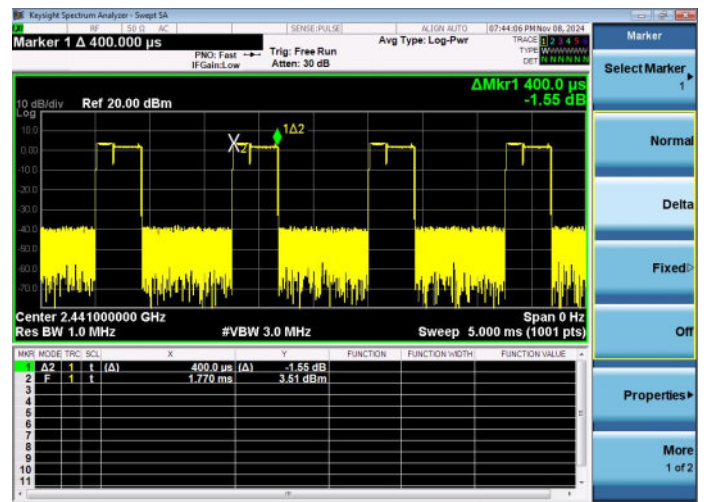 Keysight Spectrum Analyzer - Swept SA
RF 50 Ω AC SENSE:PULSE ALIGN AUTO 07:44:06 PM Nov 08, 2024
Marker 1 Δ 400.000 µs
PNO: Fast
IFGain:Low
Trig: Free Run
Atten: 30 dB
Avg Type: Log-Pwr
TRACE 1 2 3 4 5 6
TYPE WWWWWW
DET N N N N N N
ΔMkr1 400.0 µs
-1.55 dB
10 dB/div Ref 20.00 dBm
Log
10.0
0.00
-10.0
-20.0
-30.0
-40.0
-50.0
-60.0
-70.0
X2
1Δ2
Center 2.441000000 GHz Span 0 Hz
Res BW 1.0 MHz #VBW 3.0 MHz Sweep 5.000 ms (1001 pts)
MKR MODE TRC SCL X Y FUNCTION FUNCTION WIDTH FUNCTION VALUE
1 Δ2 1 t (Δ) 400.0 µs (Δ) -1.55 dB
2 F 1 t 1.770 ms 3.51 dBm
3
4
5
6
7
8
9
10
11
Marker
Select Marker
1
Normal
Delta
Fixed
Off
Properties
More
1 of 2